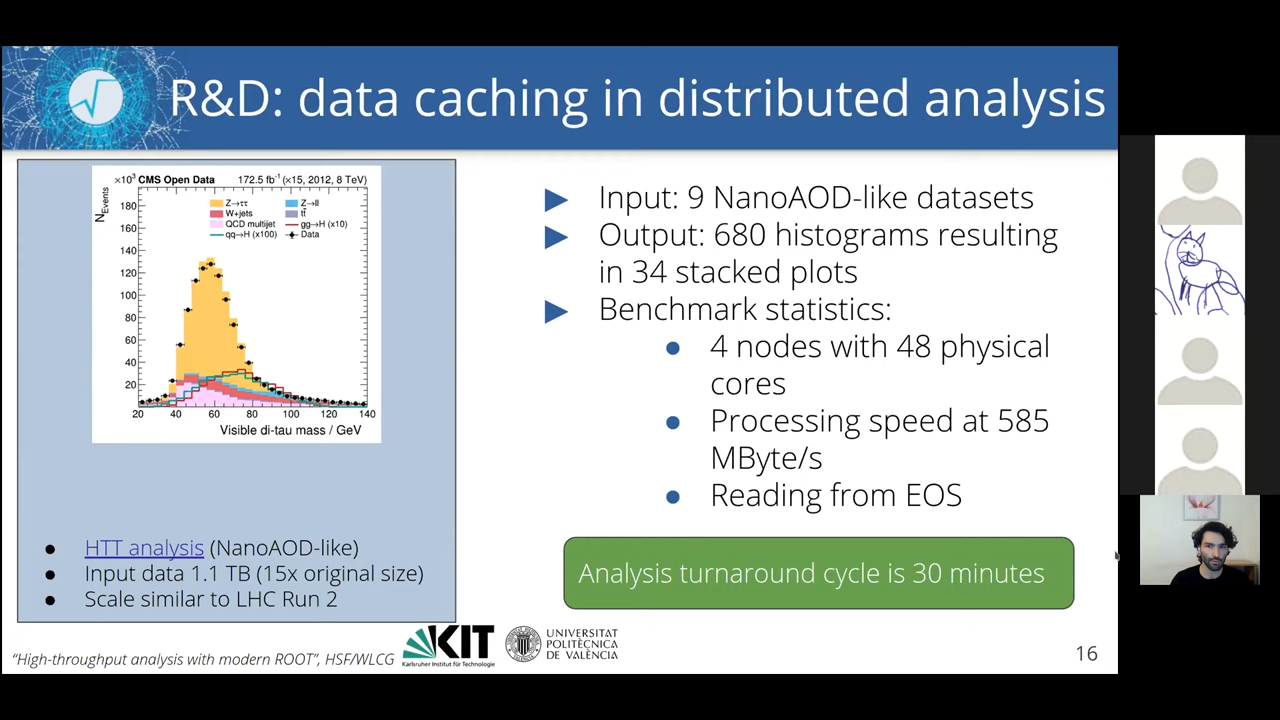 R&D: data caching in distributed analysis
×10³ CMS Open Data 172.5 fb⁻¹ (×15, 2012, 8 TeV)
N Events
180
160
140
120
100
80
60
40
20
Z→ττ
Z→ll
W+jets
tt̄
QCD multijet
gg→H (x10)
qq→H (x100)
Data
20 40 60 80 100 120 140
Visible di-tau mass / GeV
● HTT analysis (NanoAOD-like)
● Input data 1.1 TB (15x original size)
● Scale similar to LHC Run 2
▶ Input: 9 NanoAOD-like datasets
▶ Output: 680 histograms resulting
in 34 stacked plots
▶ Benchmark statistics:
● 4 nodes with 48 physical
cores
● Processing speed at 585
MByte/s
● Reading from EOS
Analysis turnaround cycle is 30 minutes
"High-throughput analysis with modern ROOT", HSF/WLCG
KIT
Karlsruher Institut für Technologie
UNIVERSITAT
POLITÈCNICA
DE VALÈNCIA
16